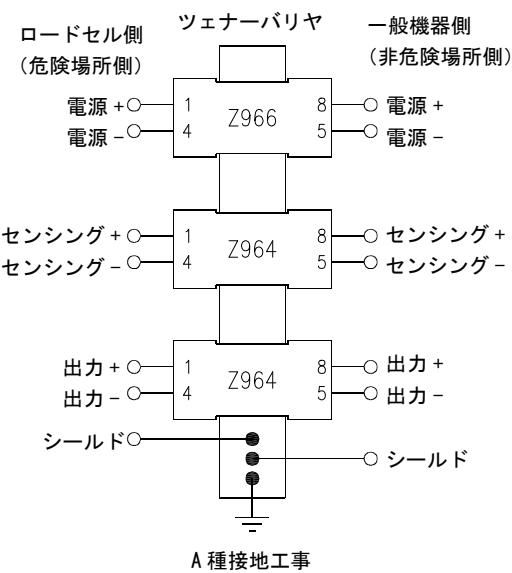 ツェナーバリヤ
ロードセル側
（危険場所側）
一般機器側
（非危険場所側）
電源+ 1 Z966 8 電源+
電源− 4 5 電源−
センシング+ 1 Z964 8 センシング+
センシング− 4 5 センシング−
出力+ 1 Z964 8 出力+
出力− 4 5 出力−
シールド
シールド
A種接地工事